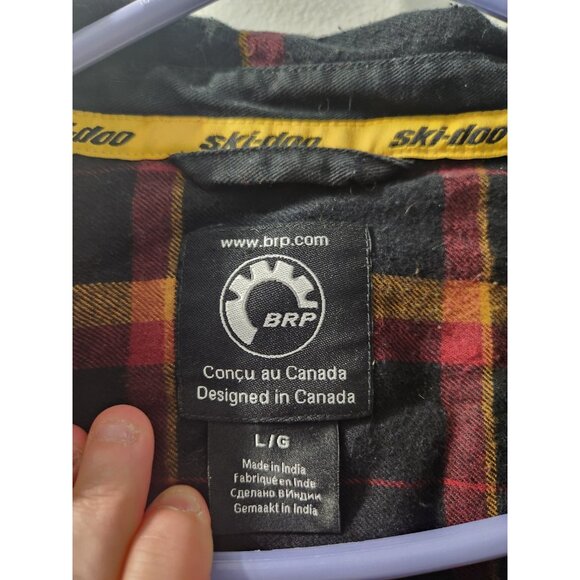 ski-doo ski-doo ski-doo
www.brp.com
BRP
Conçu au Canada
Designed in Canada
L/G
Made in India
Fabriqué en Inde
Сделано в Индии
Gemaakt in India